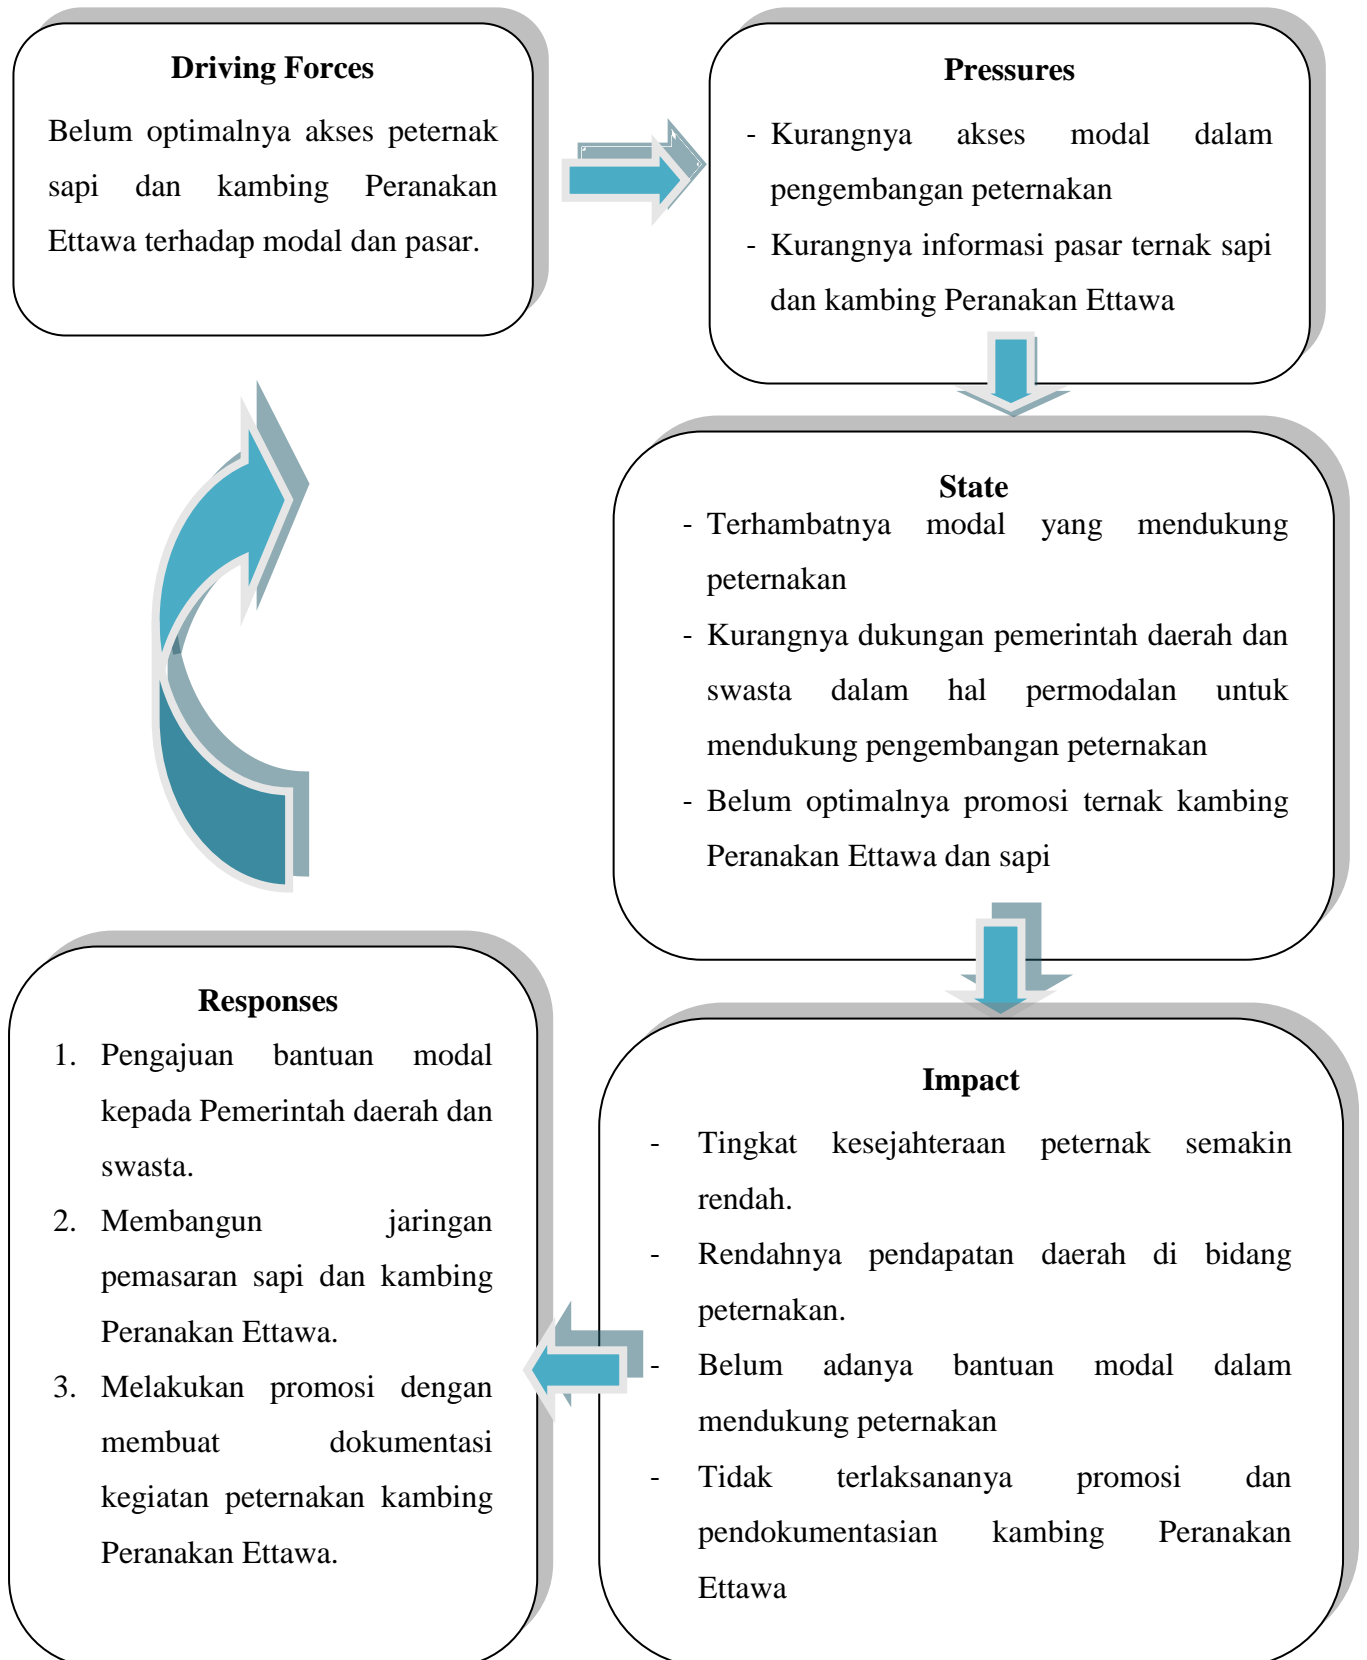 Driving Forces
Belum optimalnya akses peternak
sapi dan kambing Peranakan
Ettawa terhadap modal dan pasar.
Pressures
- Kurangnya akses modal dalam
pengembangan peternakan
- Kurangnya informasi pasar ternak sapi
dan kambing Peranakan Ettawa
State
- Terhambatnya modal yang mendukung
peternakan
- Kurangnya dukungan pemerintah daerah dan
swasta dalam hal permodalan untuk
mendukung pengembangan peternakan
- Belum optimalnya promosi ternak kambing
Peranakan Ettawa dan sapi
Impact
- Tingkat kesejahteraan peternak semakin
rendah.
- Rendahnya pendapatan daerah di bidang
peternakan.
- Belum adanya bantuan modal dalam
mendukung peternakan
- Tidak terlaksananya promosi dan
pendokumentasian kambing Peranakan
Ettawa
Responses
1. Pengajuan bantuan modal
kepada Pemerintah daerah dan
swasta.
2. Membangun jaringan
pemasaran sapi dan kambing
Peranakan Ettawa.
3. Melakukan promosi dengan
membuat dokumentasi
kegiatan peternakan kambing
Peranakan Ettawa.